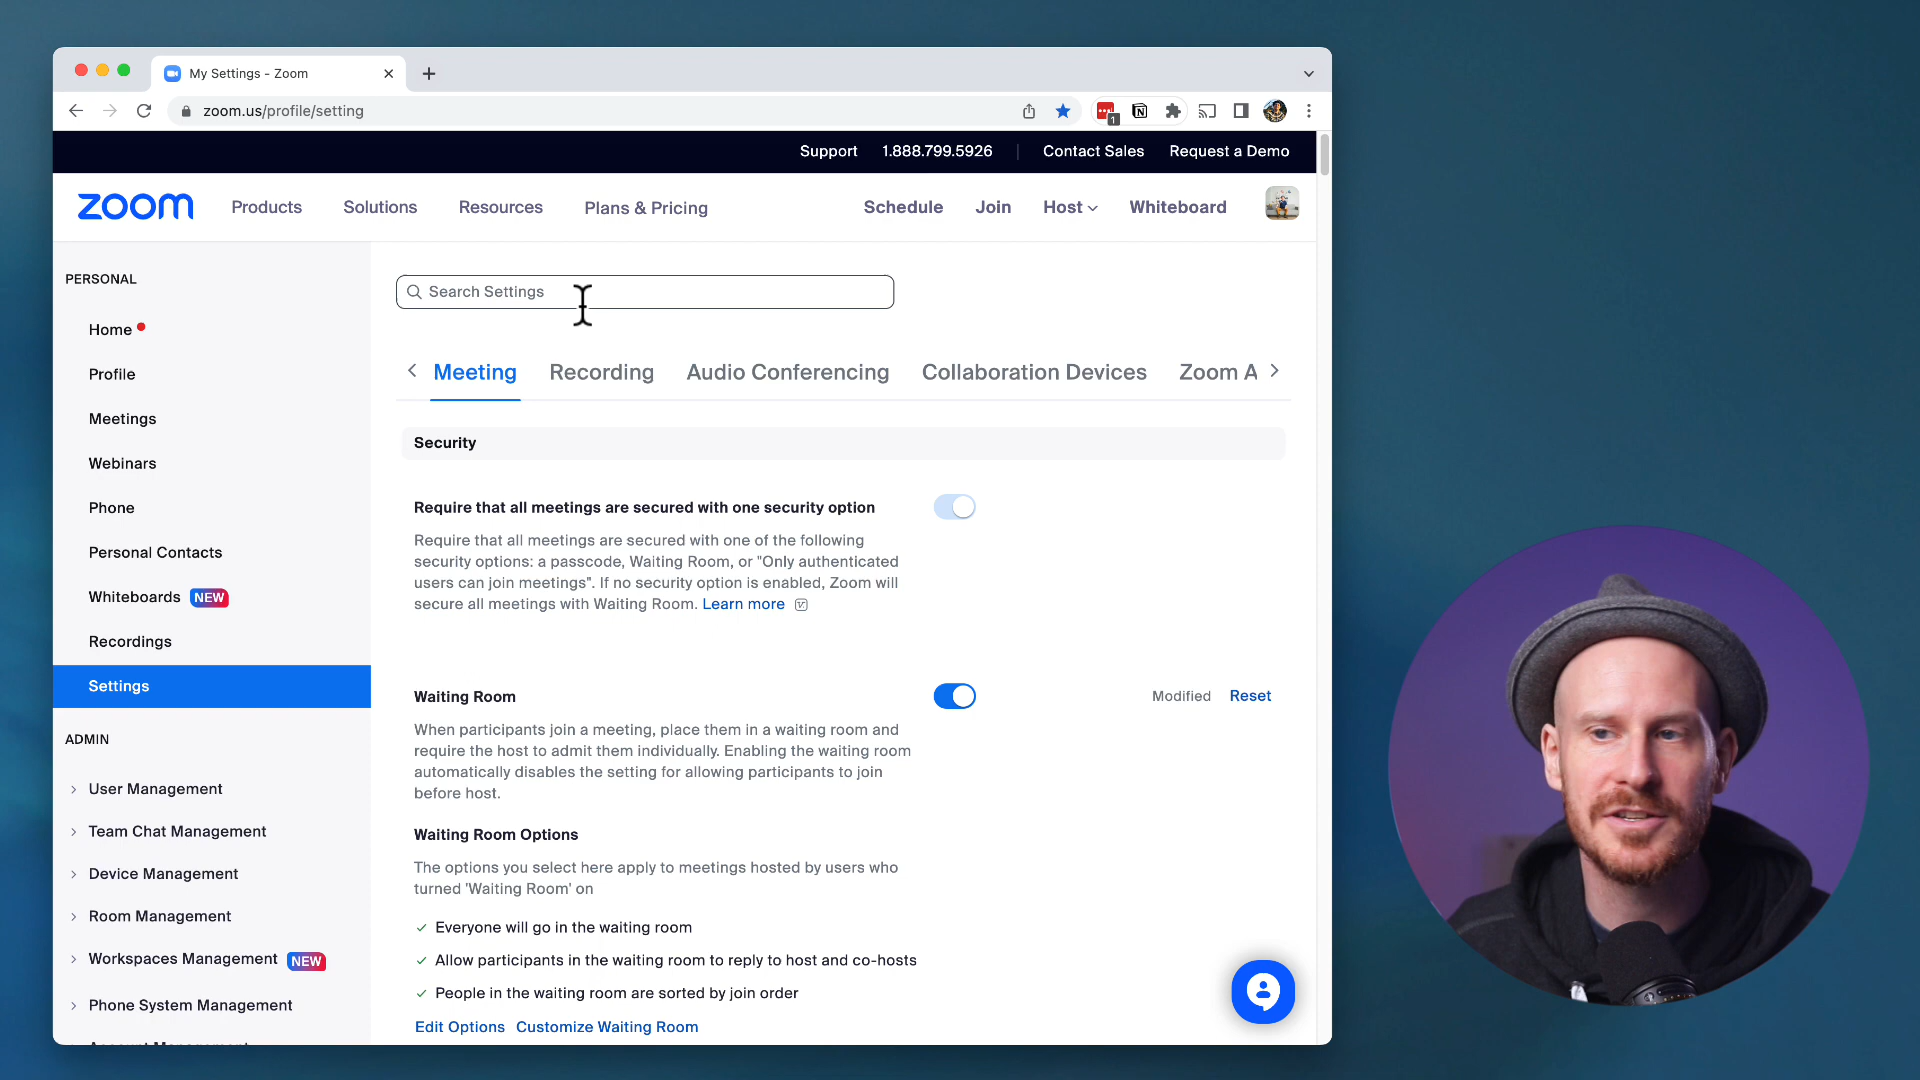 My Settings - Zoom
zoom.us/profile/setting
1
Support 1.888.799.5926 Contact Sales Request a Demo
zoom Products Solutions Resources Plans & Pricing Schedule Join Host Whiteboard
PERSONAL
Home
Profile
Meetings
Webinars
Phone
Personal Contacts
Whiteboards NEW
Recordings
Settings
ADMIN
User Management
Team Chat Management
Device Management
Room Management
Workspaces Management NEW
Phone System Management
Search Settings
Meeting Recording Audio Conferencing Collaboration Devices Zoom A
Security
Require that all meetings are secured with one security option
Require that all meetings are secured with one of the following
security options: a passcode, Waiting Room, or "Only authenticated
users can join meetings". If no security option is enabled, Zoom will
secure all meetings with Waiting Room. Learn more
Waiting Room
Modified Reset
When participants join a meeting, place them in a waiting room and
require the host to admit them individually. Enabling the waiting room
automatically disables the setting for allowing participants to join
before host.
Waiting Room Options
The options you select here apply to meetings hosted by users who
turned 'Waiting Room' on
Everyone will go in the waiting room
Allow participants in the waiting room to reply to host and co-hosts
People in the waiting room are sorted by join order
Edit Options Customize Waiting Room